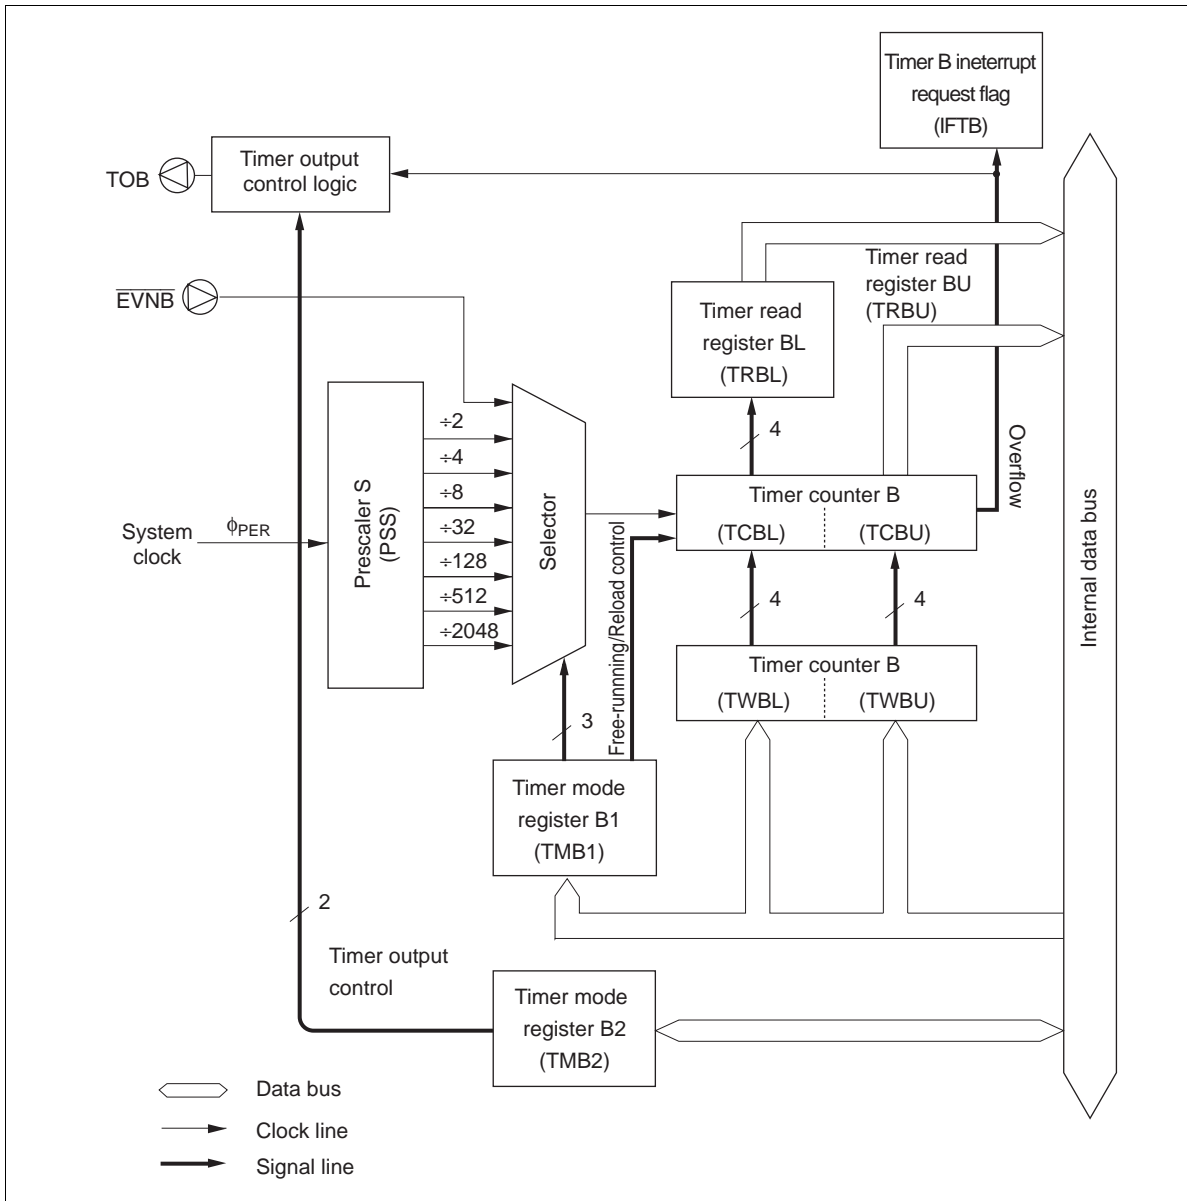 Timer B ineterrupt
request flag
(IFTB)
Timer output
control logic
TOB
EVNB
Timer read
register BU
(TRBU)
Timer read
register BL
(TRBL)
4
Overflow
÷2
÷4
÷8
÷32
÷128
÷512
÷2048
Prescaler S
(PSS)
Selector
System
clock
ϕPER
Timer counter B
(TCBL)
(TCBU)
4
4
Timer counter B
(TWBL)
(TWBU)
Free-runnning/Reload control
Internal data bus
3
Timer mode
register B1
(TMB1)
2
Timer output
control
Timer mode
register B2
(TMB2)
Data bus
Clock line
Signal line